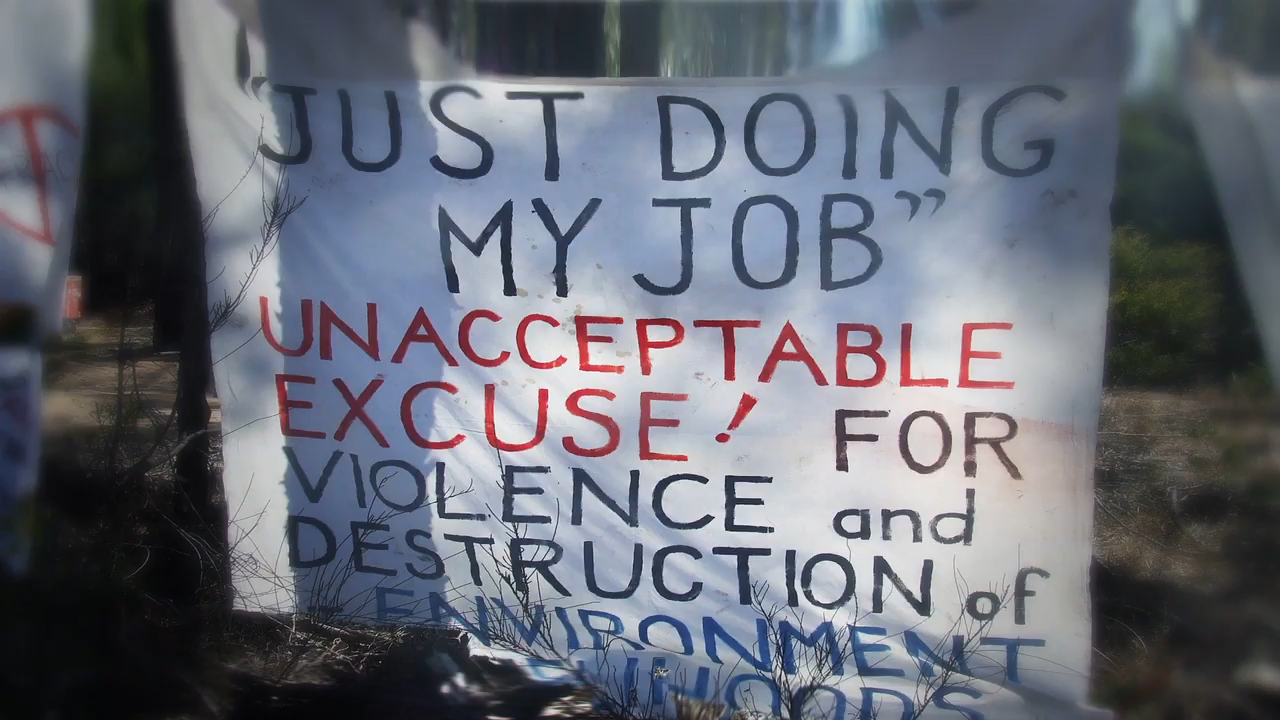 "JUST DOING
MY JOB”
UNACCEPTABLE
EXCUSE! FOR
VIOLENCE and
DESTRUCTION of
- ENVIRONMENT